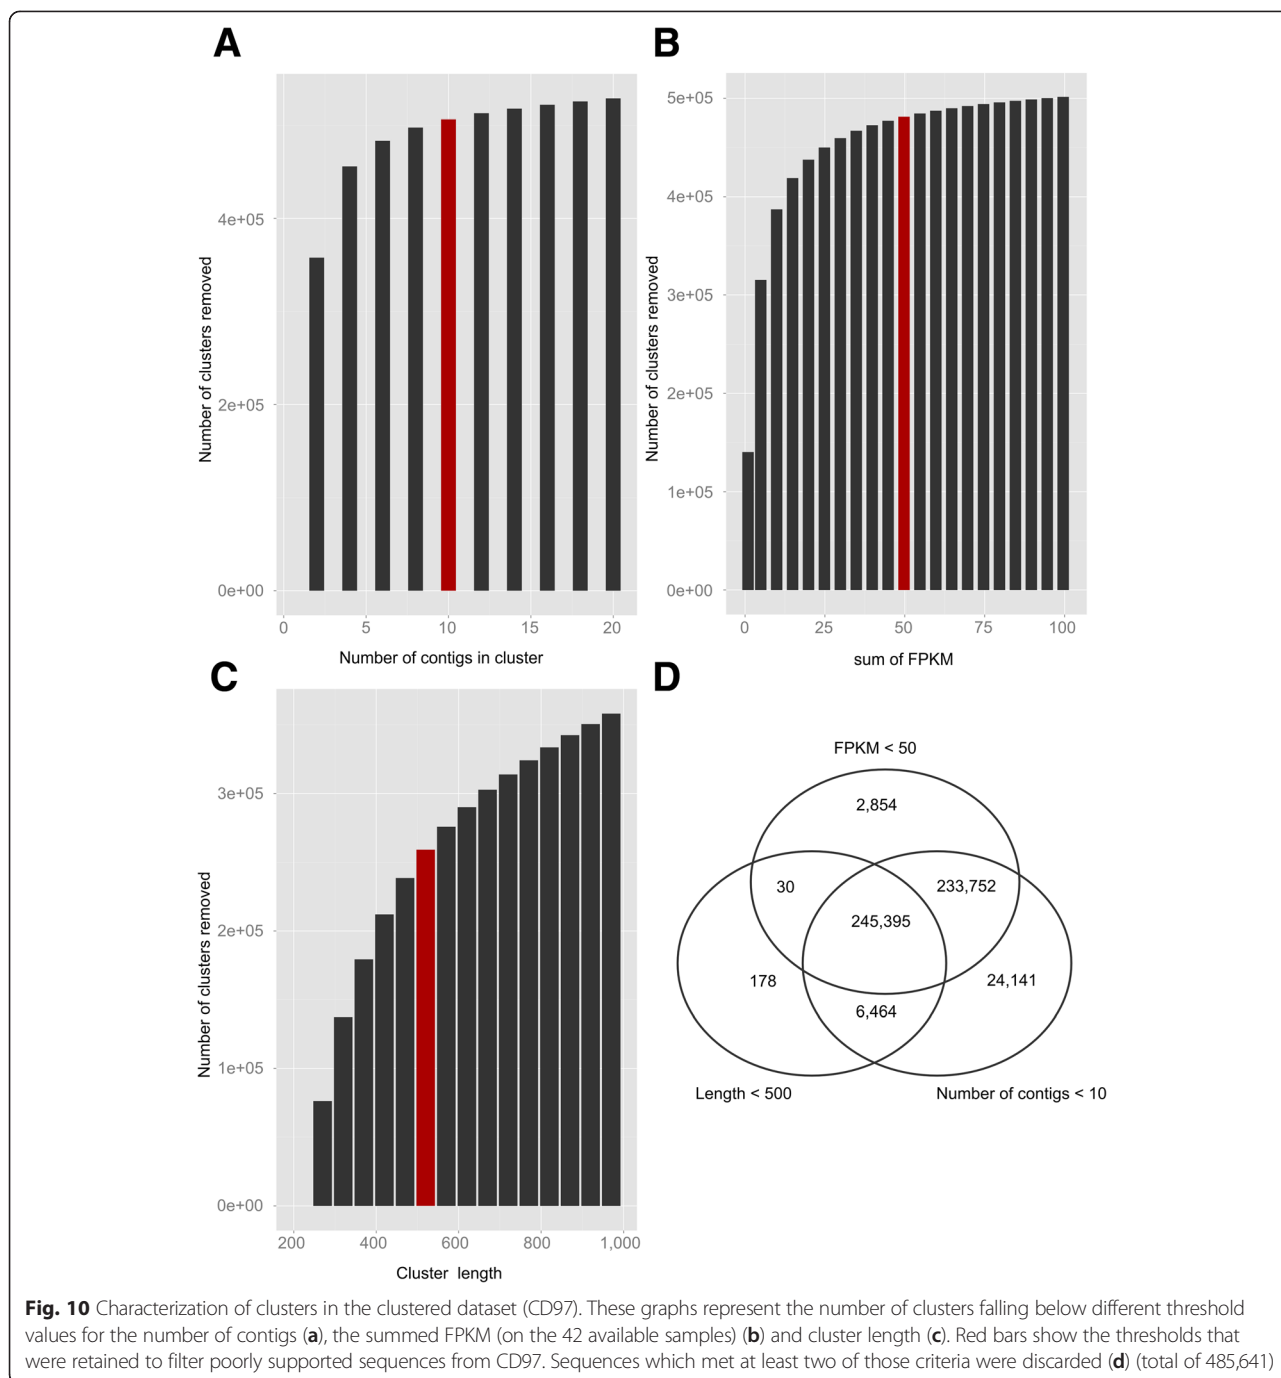 A
Number of clusters removed
4e+05
2e+05
0e+00
0 5 10 15 20
Number of contigs in cluster
B
Number of clusters removed
5e+05
4e+05
3e+05
2e+05
1e+05
0e+00
0 25 50 75 100
sum of FPKM
C
Number of clusters removed
3e+05
2e+05
1e+05
0e+00
200 400 600 800 1,000
Cluster length
D
FPKM < 50
2,854
30
233,752
245,395
178
24,141
6,464
Length < 500
Number of contigs < 10
Fig. 10 Characterization of clusters in the clustered dataset (CD97). These graphs represent the number of clusters falling below different threshold
values for the number of contigs (a), the summed FPKM (on the 42 available samples) (b) and cluster length (c). Red bars show the thresholds that
were retained to filter poorly supported sequences from CD97. Sequences which met at least two of those criteria were discarded (d) (total of 485,641)